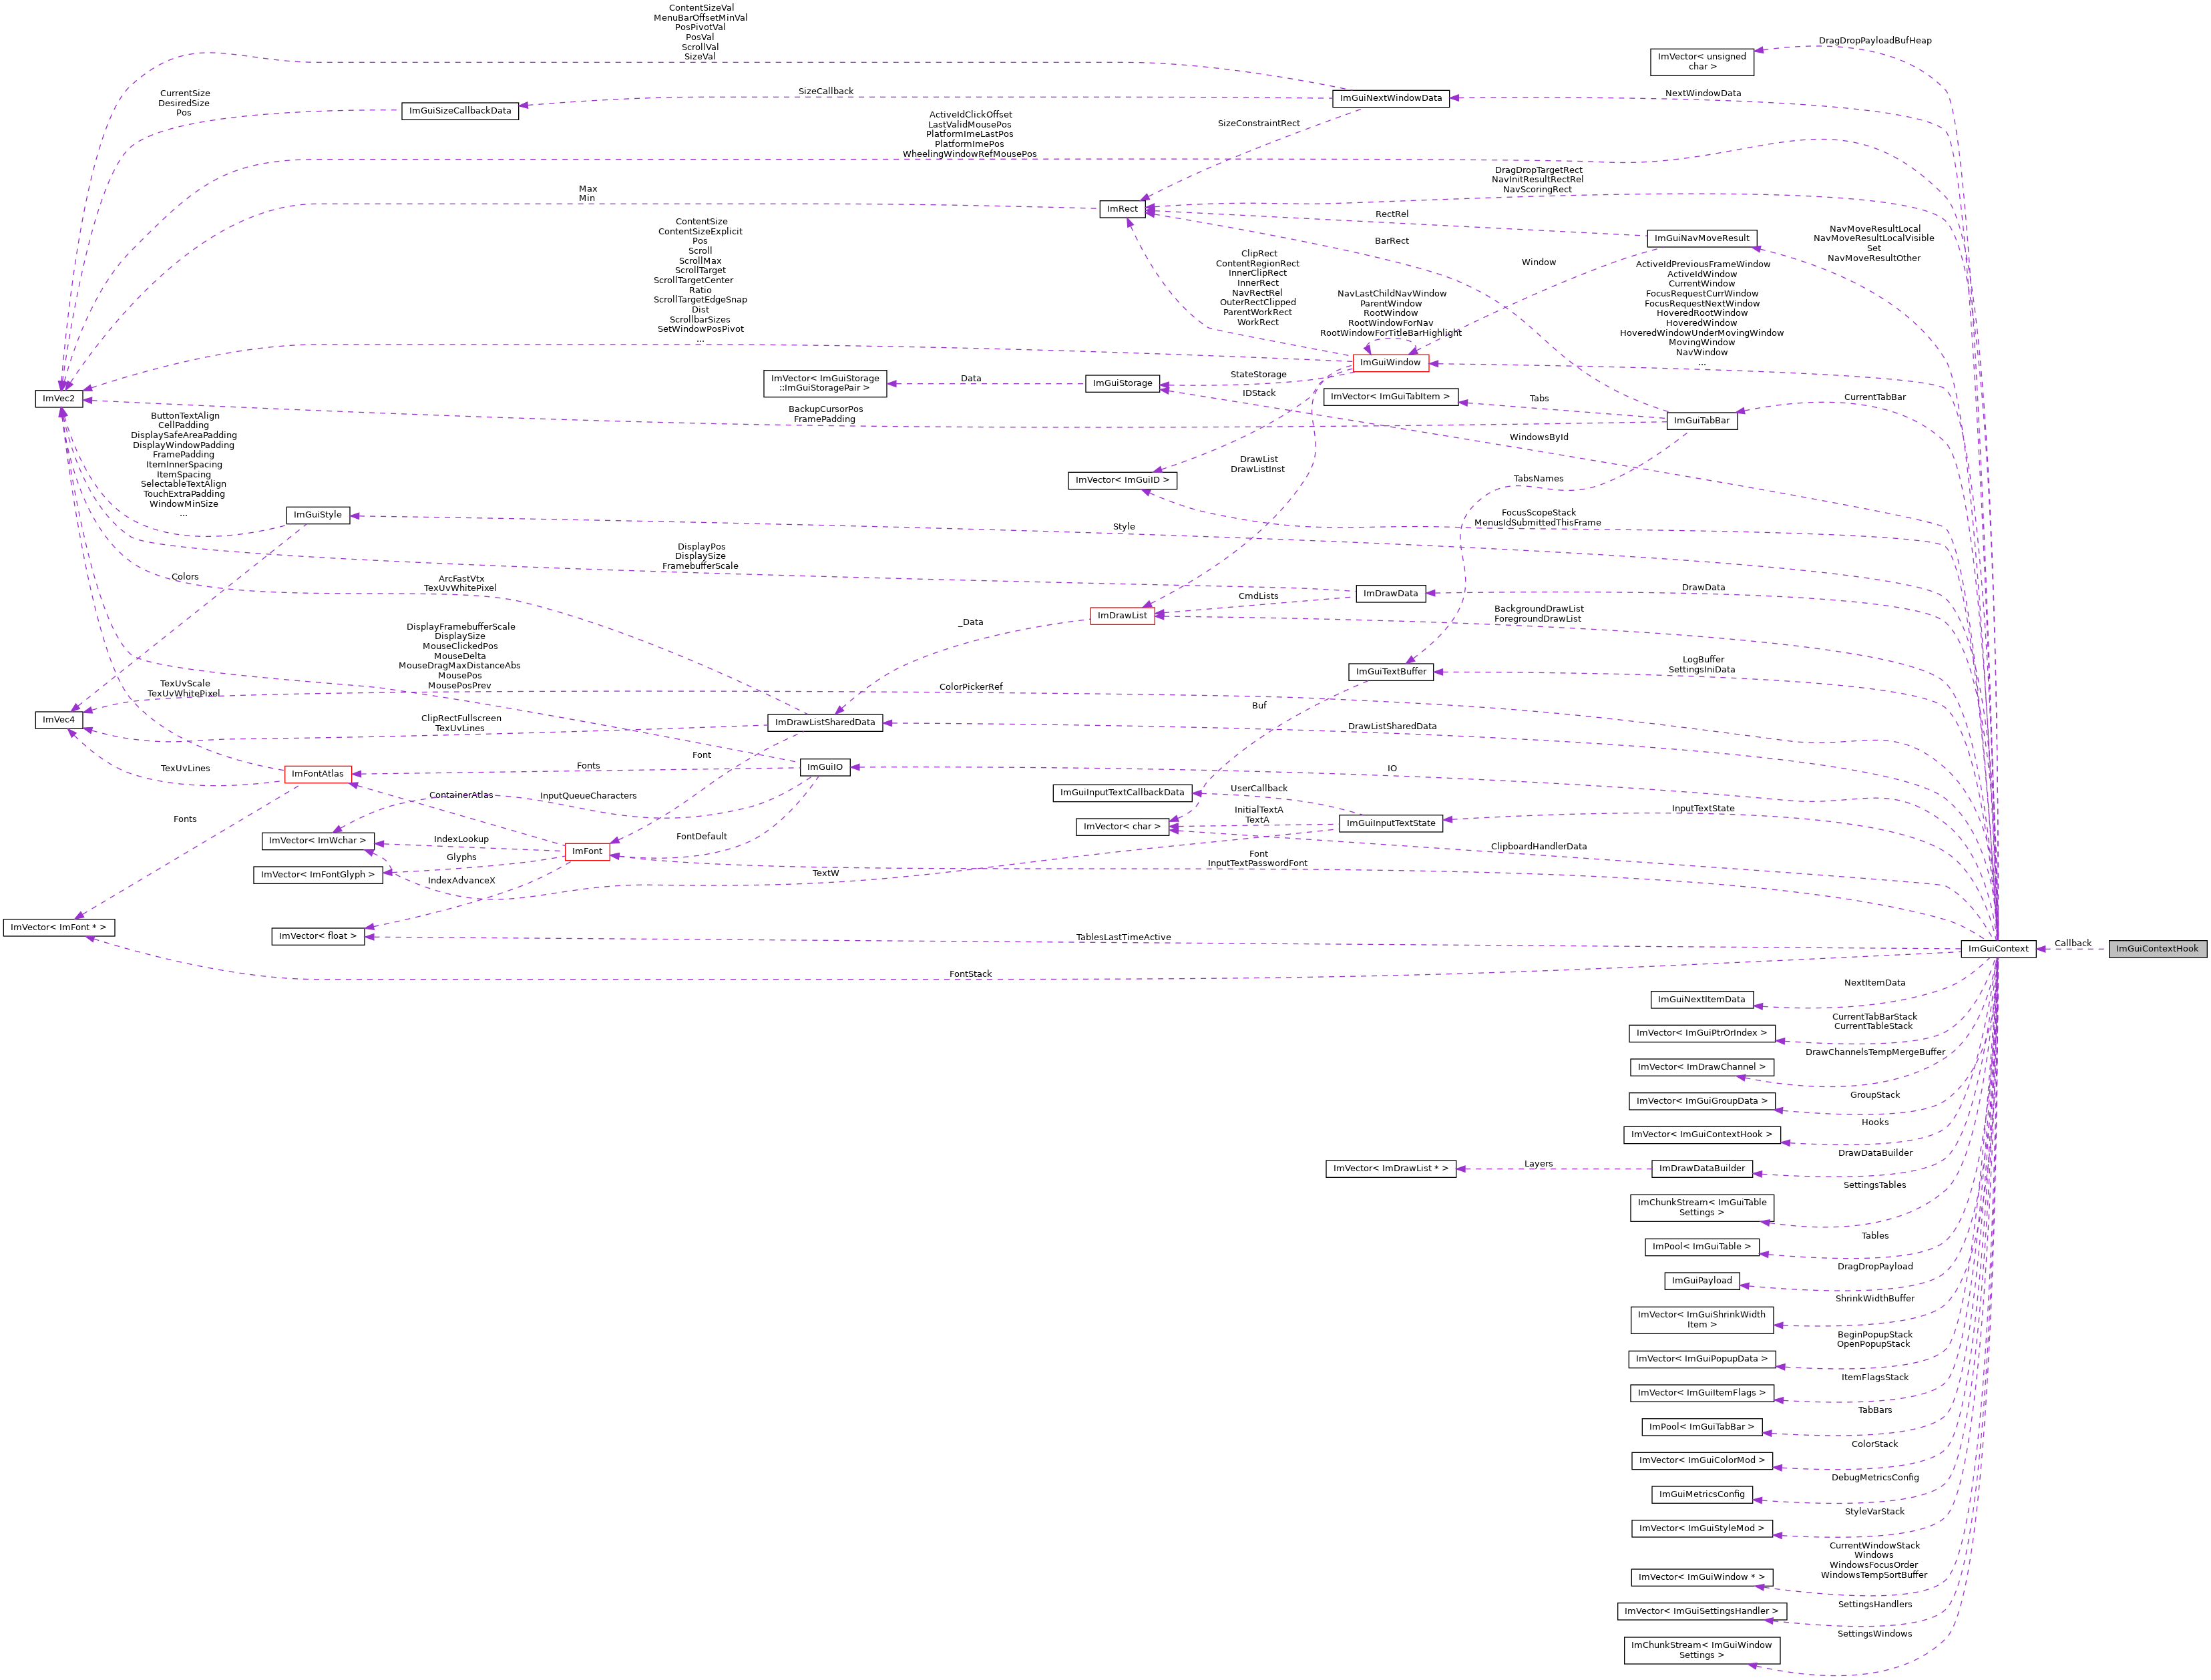 ContentSizeVal
MenuBarOffsetMinVal
PosPivotVal
PosVal
ScrollVal
SizeVal
DragDropPayloadBufHeap
ImVector< unsigned
char >
CurrentSize
DesiredSize
Pos
ImGuiSizeCallbackData
SizeCallback
ImGuiNextWindowData
NextWindowData
ActiveIdClickOffset
LastValidMousePos
PlatformImeLastPos
PlatformImePos
WheelingWindowRefMousePos
SizeConstraintRect
DragDropTargetRect
NavInitResultRectRel
NavScoringRect
Max
Min
ImRect
RectRel
ImGuiNavMoveResult
NavMoveResultLocal
NavMoveResultLocalVisible
Set
NavMoveResultOther
ContentSize
ContentSizeExplicit
Pos
Scroll
ScrollMax
ScrollTarget
ScrollTargetCenter
Ratio
ScrollTargetEdgeSnap
Dist
ScrollbarSizes
SetWindowPosPivot
...
BarRect
Window
ClipRect
ContentRegionRect
InnerClipRect
InnerRect
NavRectRel
OuterRectClipped
ParentWorkRect
WorkRect
NavLastChildNavWindow
ParentWindow
RootWindow
RootWindowForNav
RootWindowForTitleBarHighlight
ActiveIdPreviousFrameWindow
ActiveIdWindow
CurrentWindow
FocusRequestCurrWindow
FocusRequestNextWindow
HoveredRootWindow
HoveredWindow
HoveredWindowUnderMovingWindow
MovingWindow
NavWindow
...
ImGuiWindow
ImVector< ImGuiStorage
::ImGuiStoragePair >
Data
ImGuiStorage
StateStorage
IDStack
ImVector< ImGuiTabItem >
Tabs
CurrentTabBar
ImGuiTabBar
ImVec2
BackupCursorPos
FramePadding
ButtonTextAlign
CellPadding
DisplaySafeAreaPadding
DisplayWindowPadding
FramePadding
ItemInnerSpacing
ItemSpacing
SelectableTextAlign
TouchExtraPadding
WindowMinSize
...
WindowsById
DrawList
DrawListInst
ImVector< ImGuiID >
TabsNames
FocusScopeStack
MenusIdSubmittedThisFrame
ImGuiStyle
Style
DisplayPos
DisplaySize
FramebufferScale
Colors
ArcFastVtx
TexUvWhitePixel
ImDrawData
DrawData
CmdLists
ImDrawList
BackgroundDrawList
ForegroundDrawList
_Data
DisplayFramebufferScale
DisplaySize
MouseClickedPos
MouseDelta
MouseDragMaxDistanceAbs
MousePos
MousePosPrev
ImGuiTextBuffer
LogBuffer
SettingsIniData
TexUvScale
TexUvWhitePixel
ColorPickerRef
Buf
ImVec4
ClipRectFullscreen
TexUvLines
ImDrawListSharedData
DrawListSharedData
Font
TexUvLines
ImFontAtlas
Fonts
ImGuiIO
IO
ContainerAtlas
InputQueueCharacters
ImGuiInputTextCallbackData
UserCallback
InitialTextA
TextA
ImGuiInputTextState
InputTextState
Fonts
ImVector< char >
ImVector< ImWchar >
IndexLookup
FontDefault
ImFont
Glyphs
ImVector< ImFontGlyph >
IndexAdvanceX
TextW
Font
InputTextPasswordFont
ClipboardHandlerData
ImVector< ImFont * >
ImVector< float >
TablesLastTimeActive
FontStack
ImGuiContext
Callback
ImGuiContextHook
ImGuiNextItemData
NextItemData
ImVector< ImGuiPtrOrIndex >
CurrentTabBarStack
CurrentTableStack
DrawChannelsTempMergeBuffer
ImVector< ImDrawChannel >
ImVector< ImGuiGroupData >
GroupStack
ImVector< ImGuiContextHook >
Hooks
ImVector< ImDrawList * >
Layers
ImDrawDataBuilder
DrawDataBuilder
ImChunkStream< ImGuiTable
Settings >
SettingsTables
ImPool< ImGuiTable >
Tables
ImGuiPayload
DragDropPayload
ImVector< ImGuiShrinkWidth
Item >
ShrinkWidthBuffer
ImVector< ImGuiPopupData >
BeginPopupStack
OpenPopupStack
ImVector< ImGuiItemFlags >
ItemFlagsStack
ImPool< ImGuiTabBar >
TabBars
ImVector< ImGuiColorMod >
ColorStack
ImGuiMetricsConfig
DebugMetricsConfig
ImVector< ImGuiStyleMod >
StyleVarStack
ImVector< ImGuiWindow * >
CurrentWindowStack
Windows
WindowsFocusOrder
WindowsTempSortBuffer
ImVector< ImGuiSettingsHandler >
SettingsHandlers
ImChunkStream< ImGuiWindow
Settings >
SettingsWindows